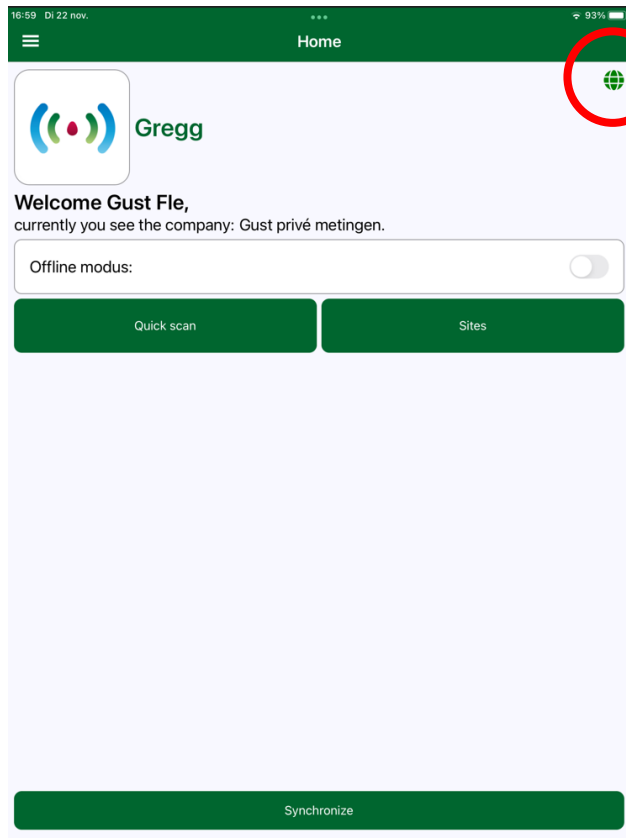 16:59 Di 22 nov.
93%
Home
Gregg
Welcome Gust Fle,
currently you see the company: Gust privé metingen.
Offline modus:
Quick scan
Sites
Synchronize